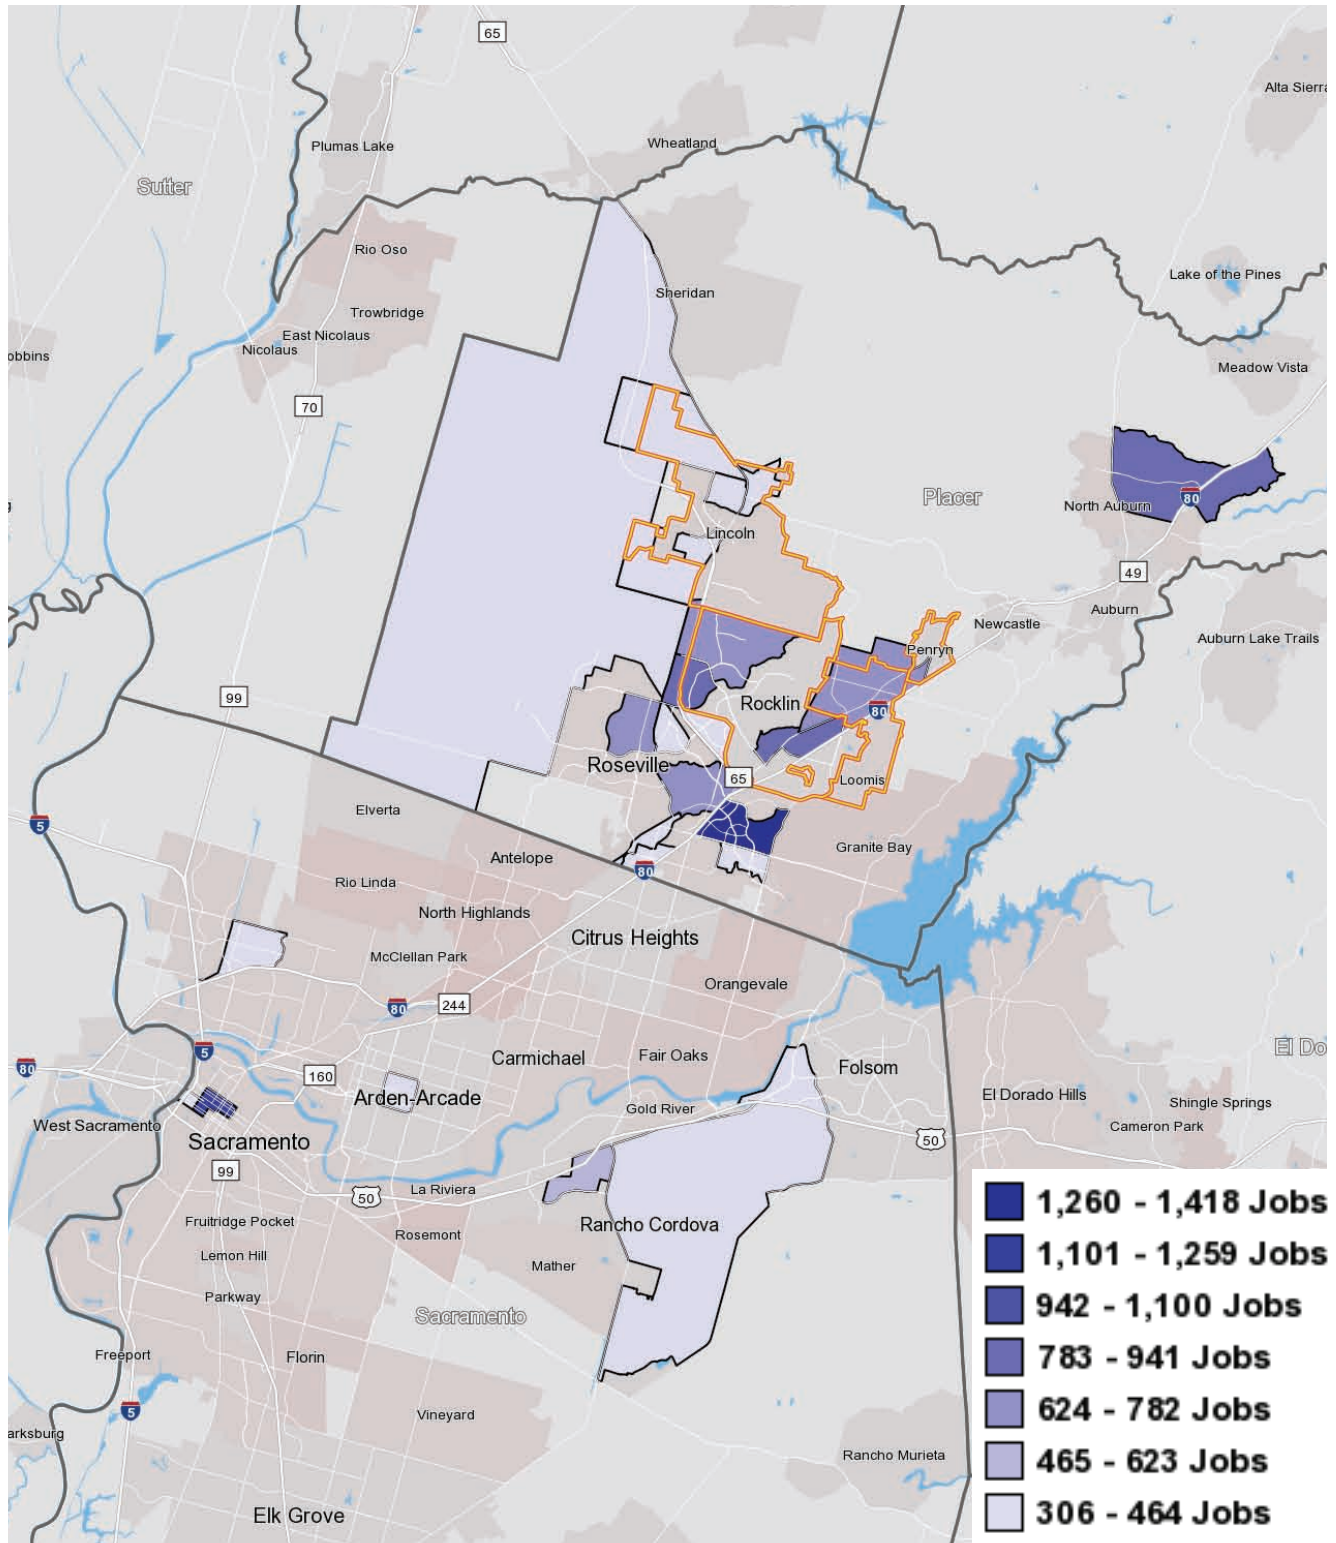 65
Alta Sierra
Plumas Lake
Wheatland
Sutter
Rio Oso
Lake of the Pines
Sheridan
Trowbridge
East Nicolaus
Nicolaus
obbins
Meadow Vista
70
Placer
80
North Auburn
Lincoln
49
Auburn
Newcastle
Auburn Lake Trails
Penryn
99
Rocklin
80
Roseville
65
Loomis
Elverta
5
Granite Bay
Antelope
80
Rio Linda
North Highlands
Citrus Heights
McClellan Park
Orangevale
80
244
5
Carmichael
Fair Oaks
El Do
80
160
Folsom
Arden-Arcade
El Dorado Hills
Shingle Springs
Gold River
West Sacramento
Cameron Park
Sacramento
50
99
50
La Riviera
Fruitridge Pocket
Rancho Cordova
Rosemont
Lemon Hill
Mather
Parkway
Sacramento
Freeport
Florin
5
Vineyard
arksburg
Rancho Murieta
Elk Grove
1,260 - 1,418 Jobs
1,101 - 1,259 Jobs
942 - 1,100 Jobs
783 - 941 Jobs
624 - 782 Jobs
465 - 623 Jobs
306 - 464 Jobs